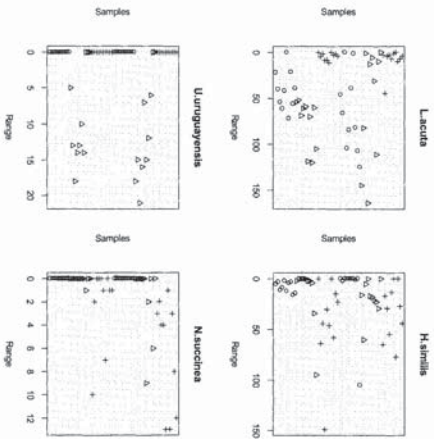 Samples
Samples
0
5
10
15
20
Range
U.uruguayensis
0
50
100
150
Range
L.acuta
Samples
Samples
0
2
4
6
8
10
12
Range
N.succinea
0
50
100
150
Range
H.similis